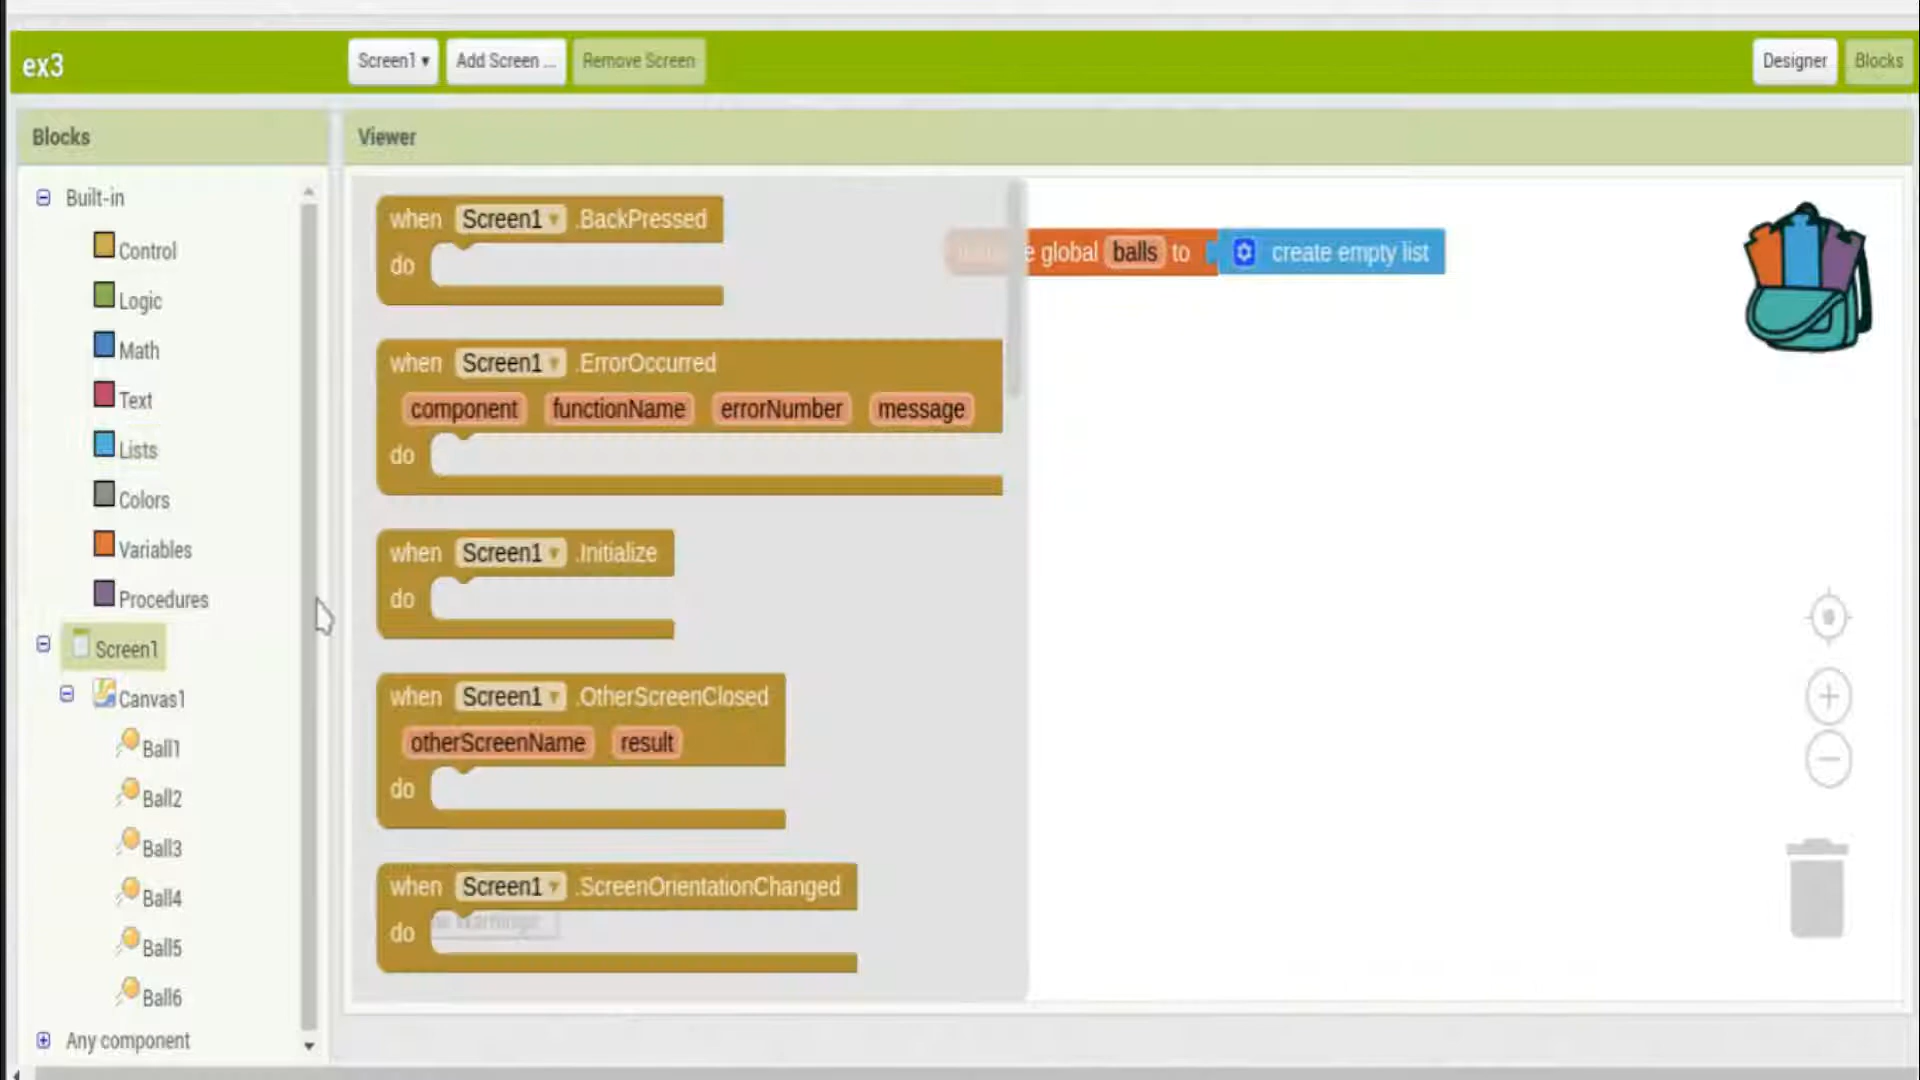 ex3
Screen1 ▾ Add Screen ... Remove Screen
Designer Blocks
Blocks
Viewer
Built-in
Control
Logic
Math
Text
Lists
Colors
Variables
Procedures
Screen1
Canvas1
Ball1
Ball2
Ball3
Ball4
Ball5
Ball6
Any component
when Screen1 .BackPressed
do
when Screen1 .ErrorOccurred
component functionName errorNumber message
do
when Screen1 .Initialize
do
when Screen1 .OtherScreenClosed
otherScreenName result
do
when Screen1 .ScreenOrientationChanged
do
global balls to create empty list